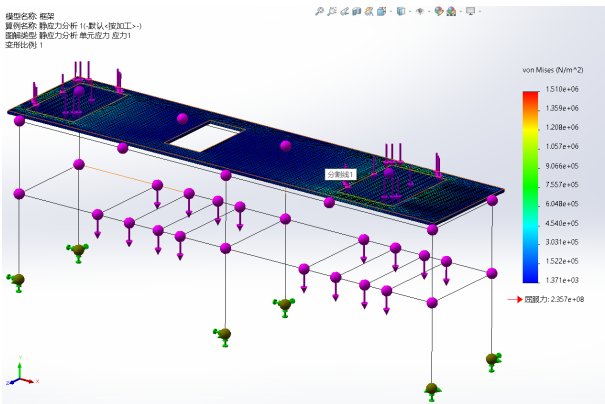 模型名称: 框架
算例名称: 静应力分析 1(-默认<按加工>-)
图解类型: 静应力分析 单元应力 应力1
变形比例: 1
von Mises (N/m^2)
1.510e+06
1.359e+06
1.208e+06
1.057e+06
9.066e+05
7.557e+05
6.048e+05
4.540e+05
3.031e+05
1.522e+05
1.371e+03
屈服力: 2.357e+08
分割线1
Y
X
Z